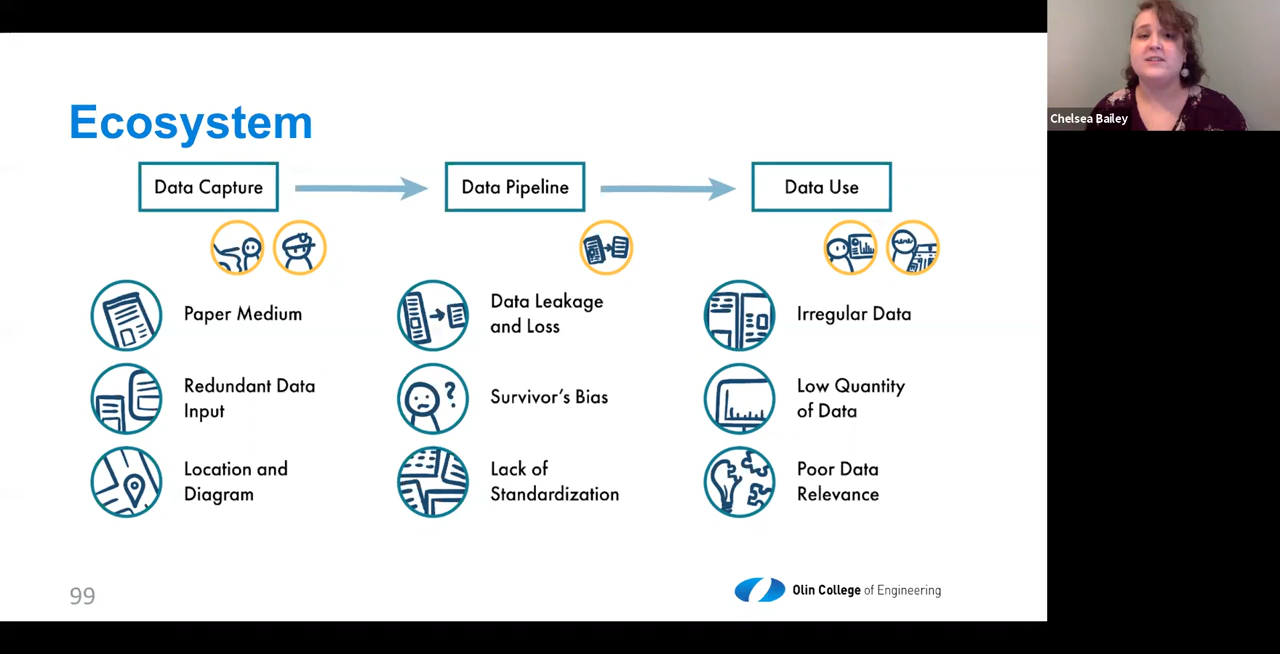 Ecosystem
Data Capture
Data Pipeline
Data Use
Paper Medium
Redundant Data
Input
Location and
Diagram
Data Leakage
and Loss
Survivor's Bias
Lack of
Standardization
Irregular Data
Low Quantity
of Data
Poor Data
Relevance
99
Olin College of Engineering
Chelsea Bailey